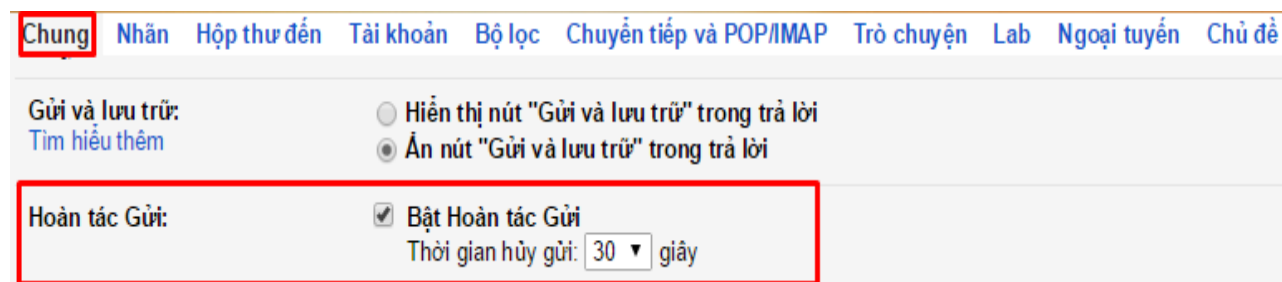 Chung Nhãn Hộp thư đến Tài khoản Bộ lọc Chuyển tiếp và POP/IMAP Trò chuyện Lab Ngoại tuyến Chủ đề
Gửi và lưu trữ: Hiển thị nút "Gửi và lưu trữ" trong trả lời
Tìm hiểu thêm Ẩn nút "Gửi và lưu trữ" trong trả lời
Hoàn tác Gửi: Bật Hoàn tác Gửi
Thời gian hủy gửi: 30 giây